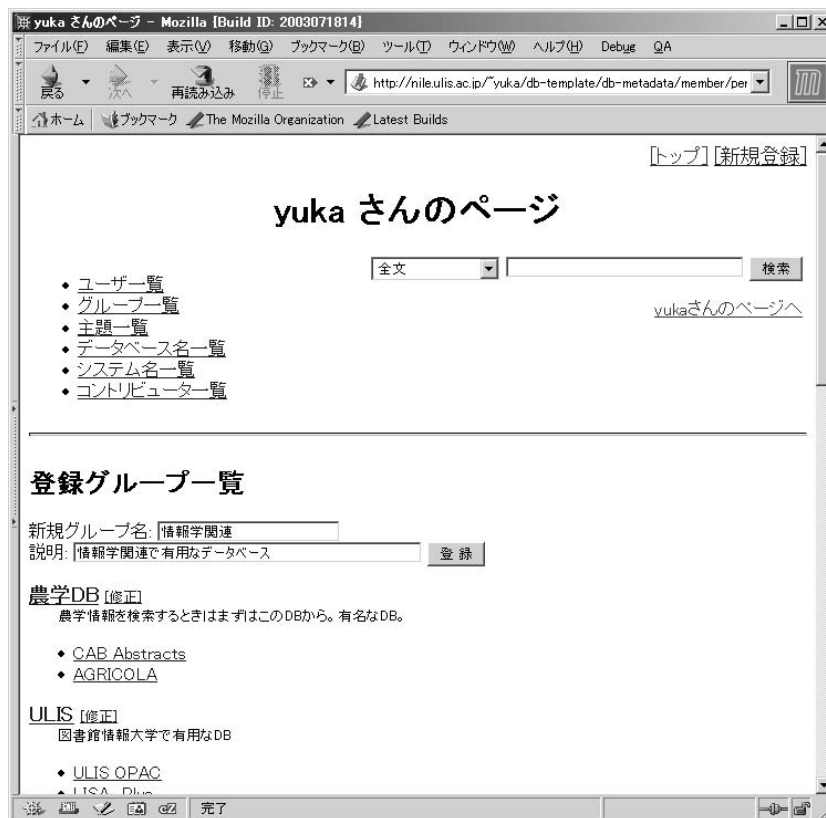 yuka さんのページ - Mozilla {Build ID: 2003071814}
ファイル(F) 編集(E) 表示(V) 移動(G) ブックマーク(B) ツール(T) ウィンドウ(W) ヘルプ(H) Debug QA
戻る 次へ 再読み込み 停止 http://nile.ulis.ac.jp/~yuka/db-template/db-metadata/member/per
ホーム ブックマーク The Mozilla Organization Latest Builds
[トップ] [新規登録]
yuka さんのページ
全文 検索
yukaさんのページへ
ユーザー一覧
グループ一覧
主題一覧
データベース名一覧
システム名一覧
コントリビューター一覧
登録グループ一覧
新規グループ名: 情報学関連
説明: 情報学関連で有用なデータベース 登録
農学DB [修正]
農学情報を検索するときはまずはこのDBから。有名なDB。
CAB Abstracts
AGRICOLA
ULIS [修正]
図書館情報大学で有用なDB
ULIS OPAC
LISA Plus
完了